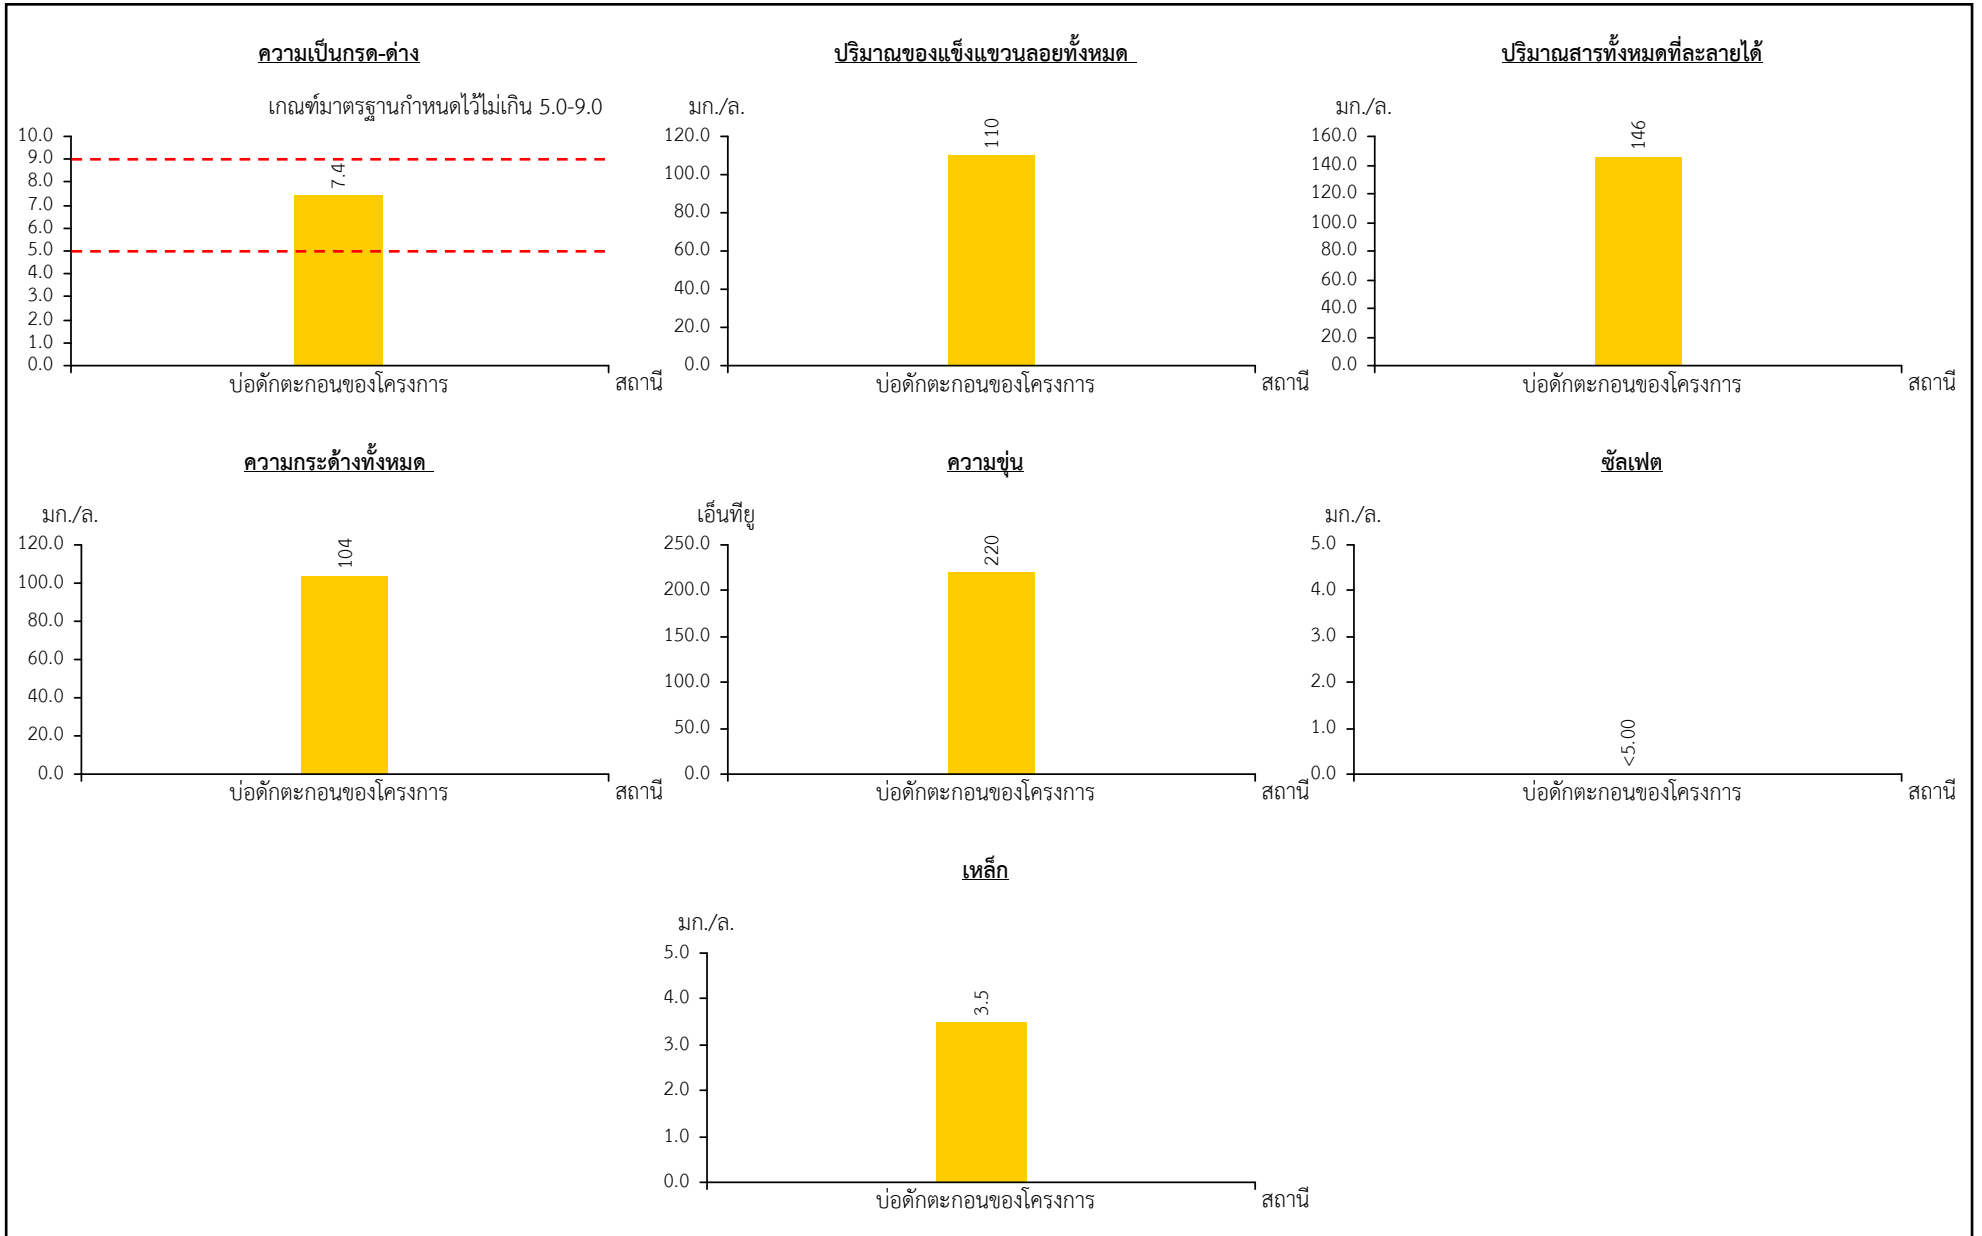 ความเป็นกรด-ด่าง
เกณฑ์มาตรฐานกำหนดไว้ไม่เกิน 5.0-9.0
10.0
9.0
8.0
7.0
6.0
5.0
4.0
3.0
2.0
1.0
0.0
7.4
บ่อดักตะกอนของโครงการ
สถานี
ปริมาณของแข็งแขวนลอยทั้งหมด
มก./ล.
120.0
100.0
80.0
60.0
40.0
20.0
0.0
110
บ่อดักตะกอนของโครงการ
สถานี
ปริมาณสารทั้งหมดที่ละลายได้
มก./ล.
160.0
140.0
120.0
100.0
80.0
60.0
40.0
20.0
0.0
146
บ่อดักตะกอนของโครงการ
สถานี
ความกระด้างทั้งหมด
มก./ล.
120.0
100.0
80.0
60.0
40.0
20.0
0.0
104
บ่อดักตะกอนของโครงการ
สถานี
ความขุ่น
เอ็นทียู
250.0
200.0
150.0
100.0
50.0
0.0
220
บ่อดักตะกอนของโครงการ
สถานี
ซัลเฟต
มก./ล.
5.0
4.0
3.0
2.0
1.0
0.0
<5.00
บ่อดักตะกอนของโครงการ
สถานี
เหล็ก
มก./ล.
5.0
4.0
3.0
2.0
1.0
0.0
3.5
บ่อดักตะกอนของโครงการ
สถานี